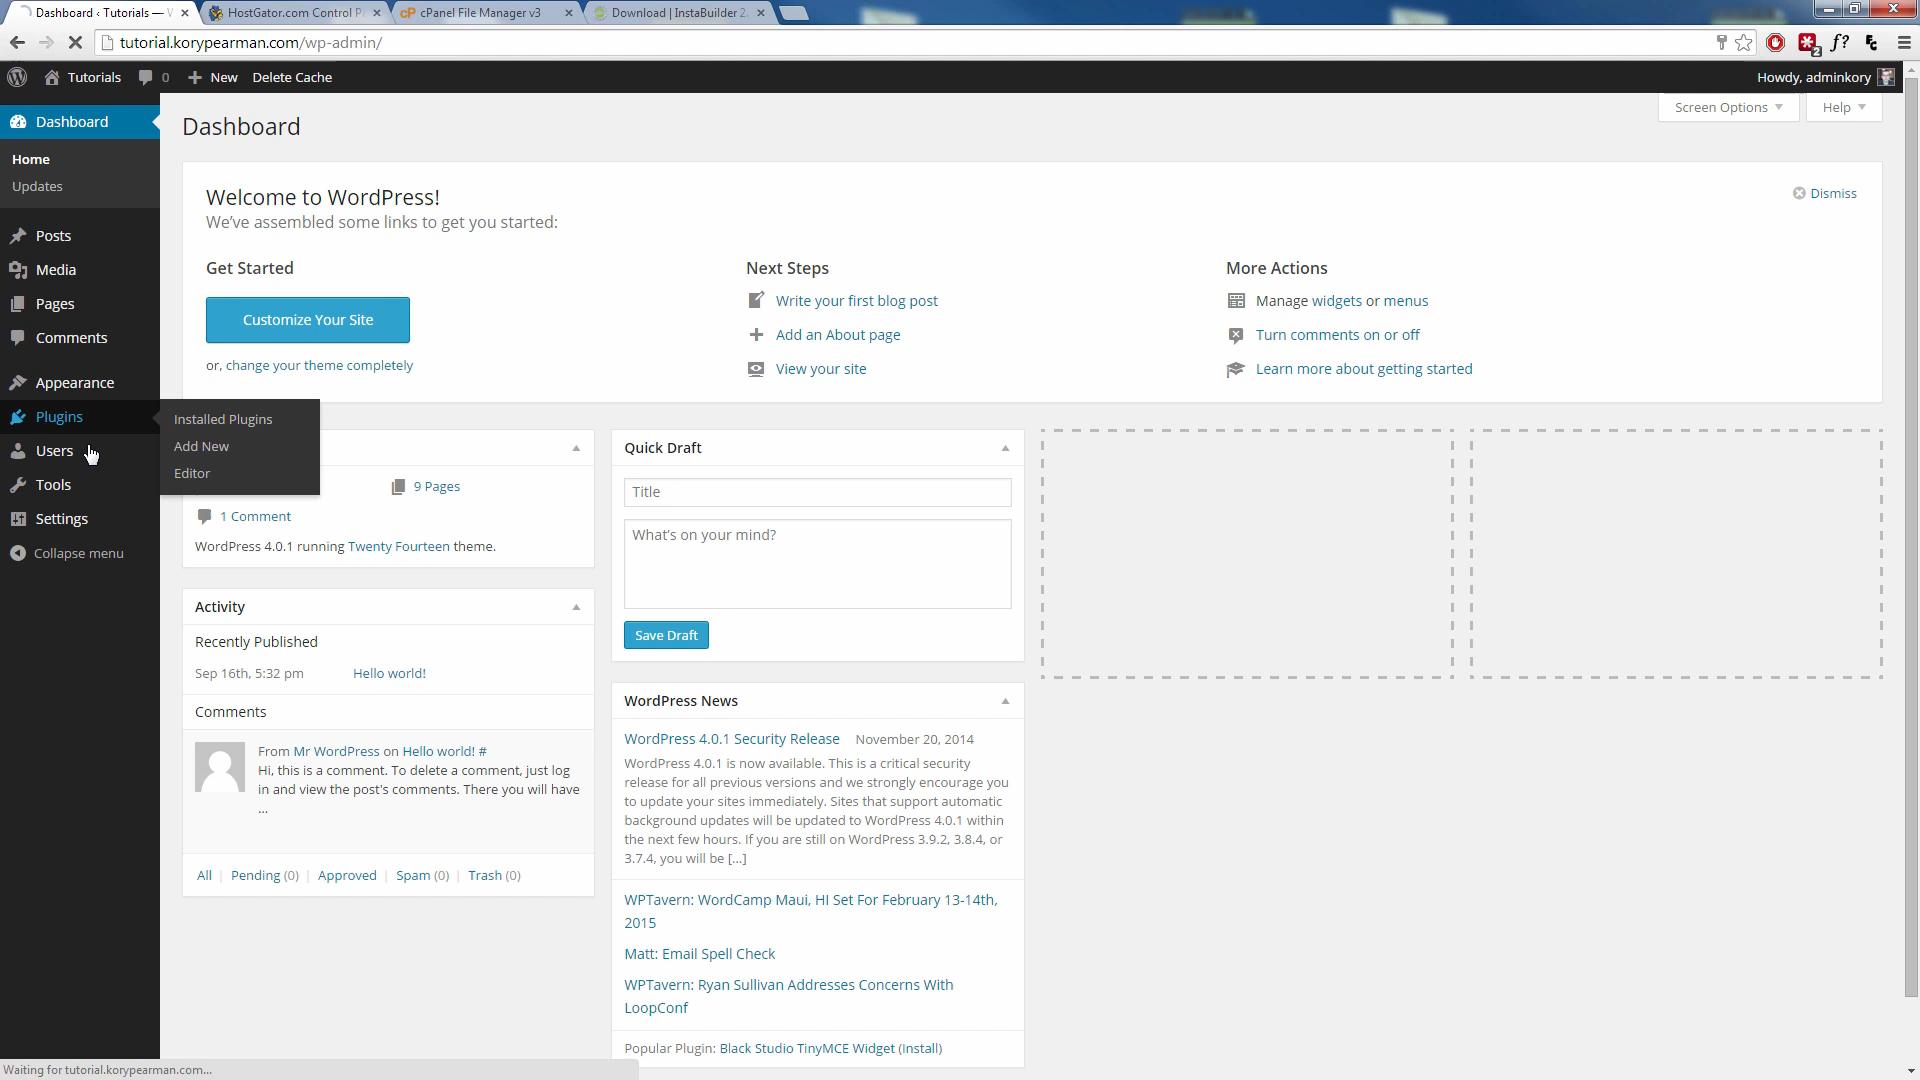 Dashboard ‹ Tutorials — W
HostGator.com Control P
cPanel File Manager v3
Download | InstaBuilder 2
tutorial.korypearman.com/wp-admin/
Tutorials 0 New Delete Cache
Howdy, adminkory
Dashboard
Home
Updates
Posts
Media
Pages
Comments
Appearance
Plugins
Users
Tools
Settings
Collapse menu
Installed Plugins
Add New
Editor
Dashboard
Screen Options
Help
Welcome to WordPress!
We’ve assembled some links to get you started:
Dismiss
Get Started
Customize Your Site
or, change your theme completely
Next Steps
Write your first blog post
Add an About page
View your site
More Actions
Manage widgets or menus
Turn comments on or off
Learn more about getting started
9 Pages
1 Comment
WordPress 4.0.1 running Twenty Fourteen theme.
Activity
Recently Published
Sep 16th, 5:32 pm Hello world!
Comments
From Mr WordPress on Hello world! #
Hi, this is a comment. To delete a comment, just log
in and view the post's comments. There you will have
...
All | Pending (0) | Approved | Spam (0) | Trash (0)
Quick Draft
Title
What’s on your mind?
Save Draft
WordPress News
WordPress 4.0.1 Security Release November 20, 2014
WordPress 4.0.1 is now available. This is a critical
security
release for all previous versions and we strongly encourage you
to update your sites immediately. Sites that support automatic
background updates will be updated to WordPress 4.0.1 within
the next few hours. If you are still on WordPress 3.9.2, 3.8.4, or
3.7.4, you will be [...]
WPTavern: WordCamp Maui, HI Set For February 13-14th,
2015
Matt: Email Spell Check
WPTavern: Ryan Sullivan Addresses Concerns With
LoopConf
Popular Plugin: Black Studio TinyMCE Widget (Install)
Waiting for tutorial.korypearman.com...